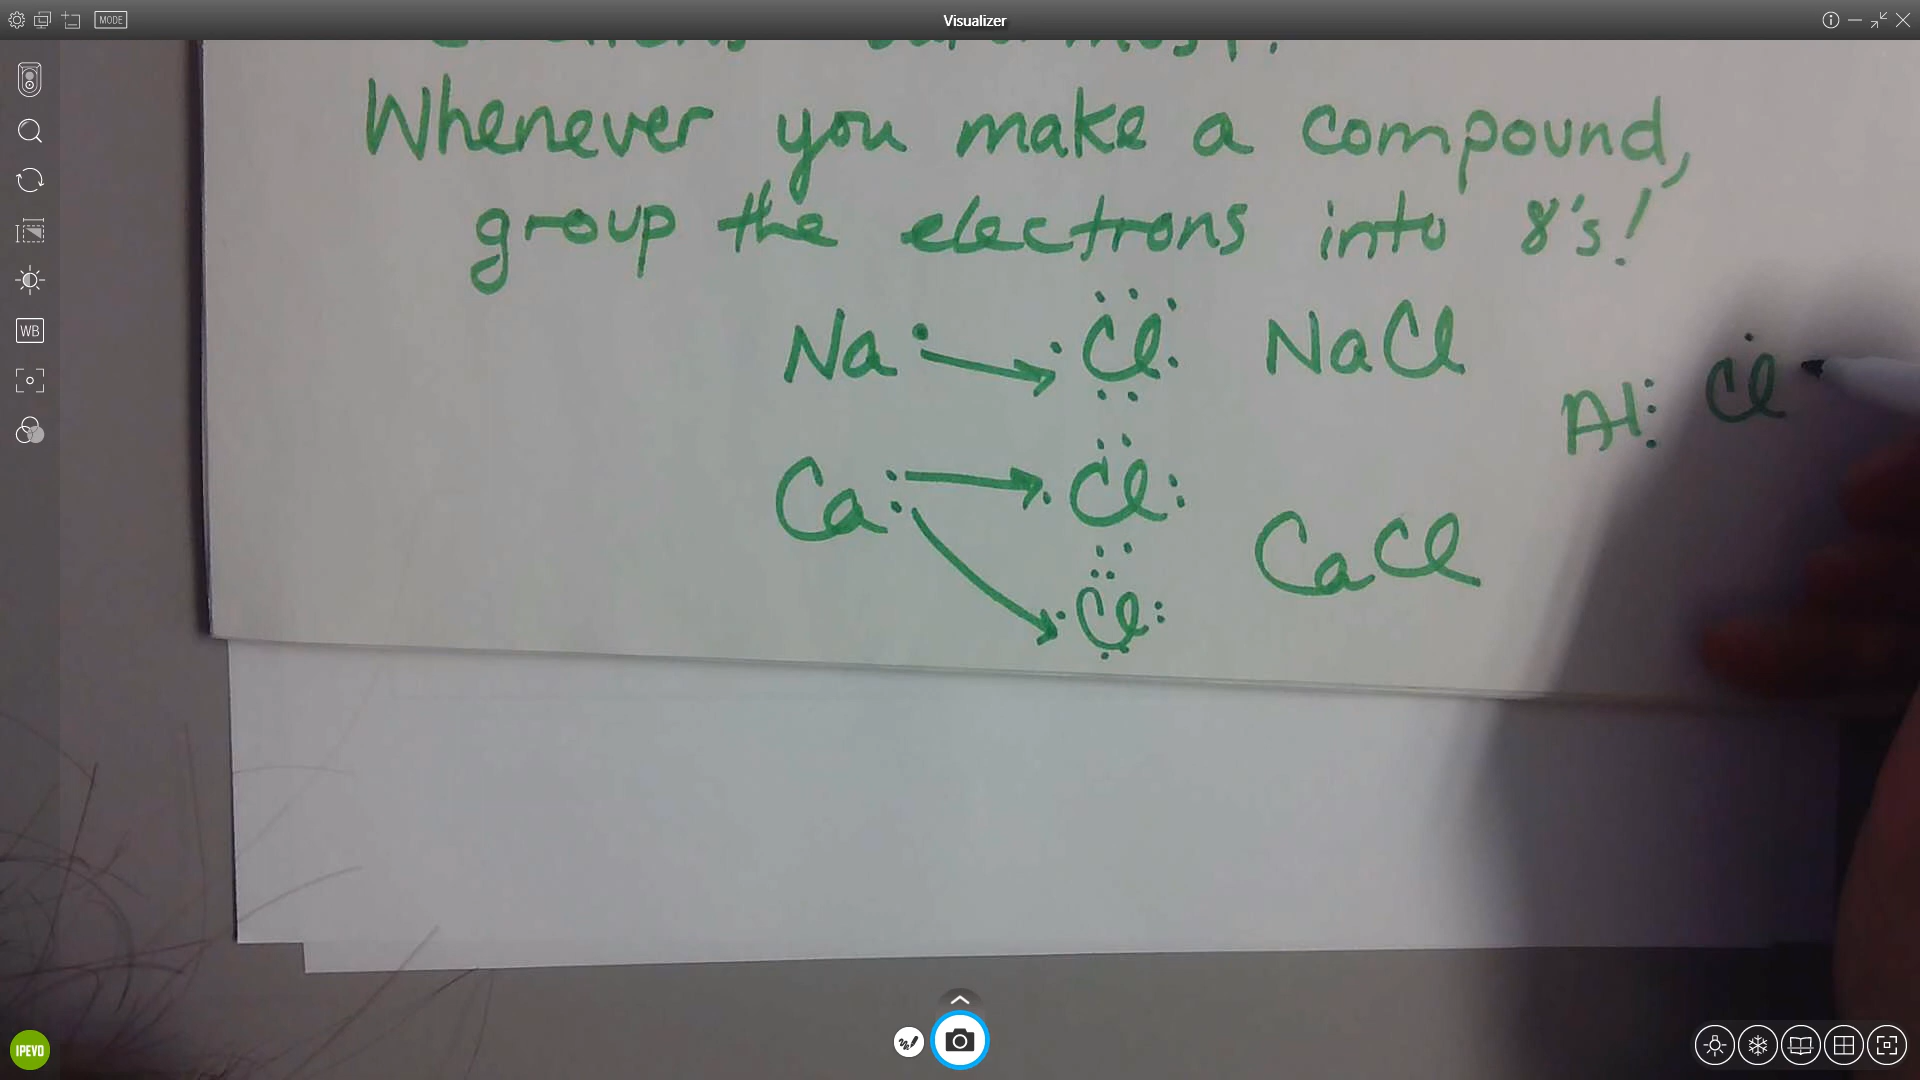 MODE
Visualizer
Whenever you make a compound,
group the electrons into 8's!
Na Cl NaCl
Al Cl
Ca Cl
CaCl
Cl
WB
IPEVO